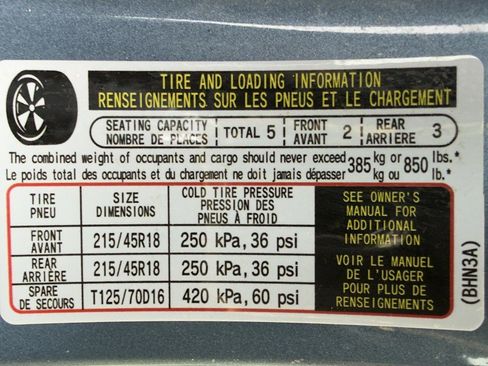 TIRE AND LOADING INFORMATION
RENSEIGNEMENTS SUR LES PNEUS ET LE CHARGEMENT
SEATING CAPACITY NOMBRE DE PLACES TOTAL 5 FRONT AVANT 2 REAR ARRIÈRE 3
The combined weight of occupants and cargo should never exceed 385 kg or 850 lbs.*
Le poids total des occupants et du chargement ne doit jamais dépasser kg ou lb.*
TIRE PNEU SIZE DIMENSIONS COLD TIRE PRESSURE PRESSION DES PNEUS À FROID
FRONT AVANT 215/45R18 250 kPa, 36 psi
REAR ARRIÈRE 215/45R18 250 kPa, 36 psi
SPARE DE SECOURS T125/70D16 420 kPa, 60 psi
SEE OWNER'S
MANUAL FOR
ADDITIONAL
INFORMATION
VOIR LE MANUEL
DE L'USAGER
POUR PLUS DE
RENSEIGNEMENTS
(BHN3A)